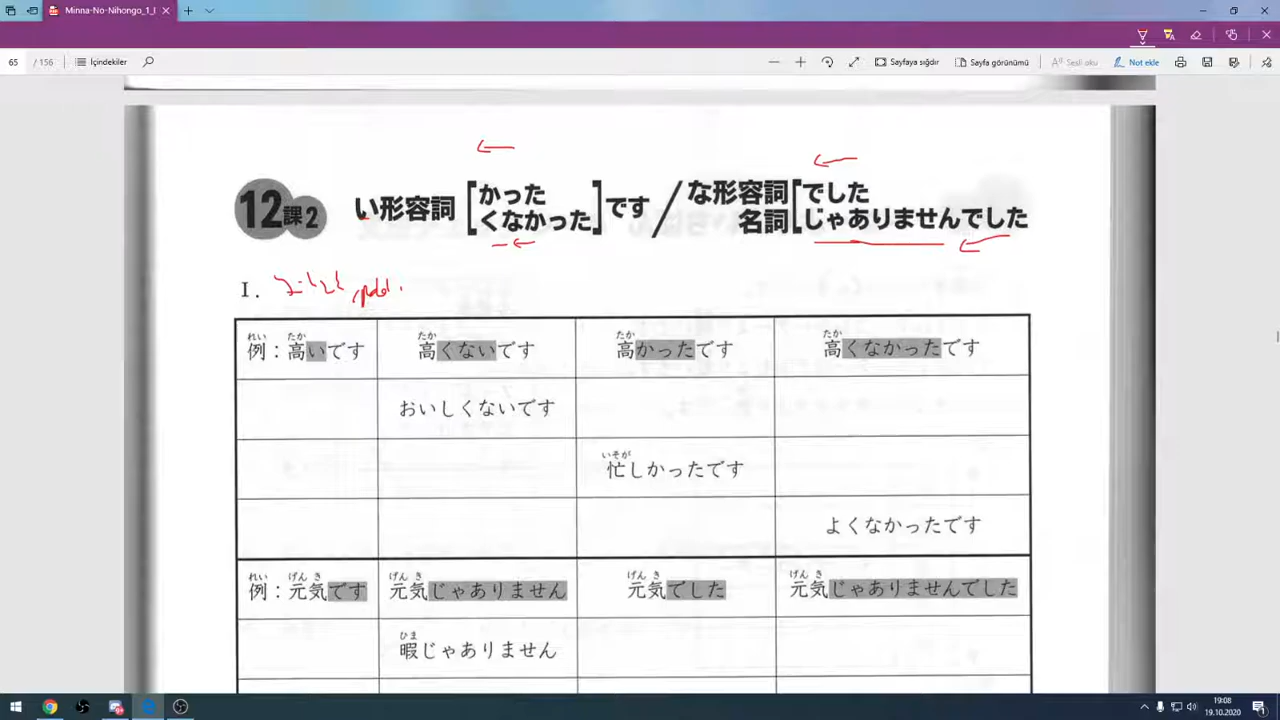 Minna-No-Nihongo_1_l
65 / 156 İçindekiler Sayfaya sığdır Sayfa görünümü Sesli oku Not ekle
12課2 い形容詞[かった くなかった]です/な形容詞 名詞[でした じゃありませんでした
I.
例:高いです 高くないです 高かったです 高くなかったです
おいしくないです
忙しかったです
よくなかったです
例:元気です 元気じゃありません 元気でした 元気じゃありませんでした
暇じゃありません
19:08
19.10.2020